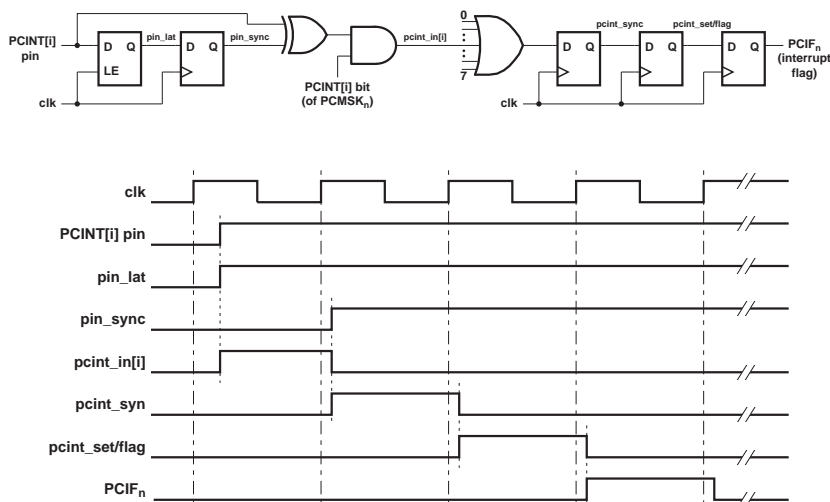 PCINT[i]
pin
D Q
LE
pin_lat
D Q
pin_sync
clk
PCINT[i] bit
(of PCMSKn)
pcint_in[i]
0
7
D Q
pcint_sync
D Q
pcint_set/flag
D Q
PCIFn
(interrupt
flag)
clk
clk
PCINT[i] pin
pin_lat
pin_sync
pcint_in[i]
pcint_syn
pcint_set/flag
PCIFn